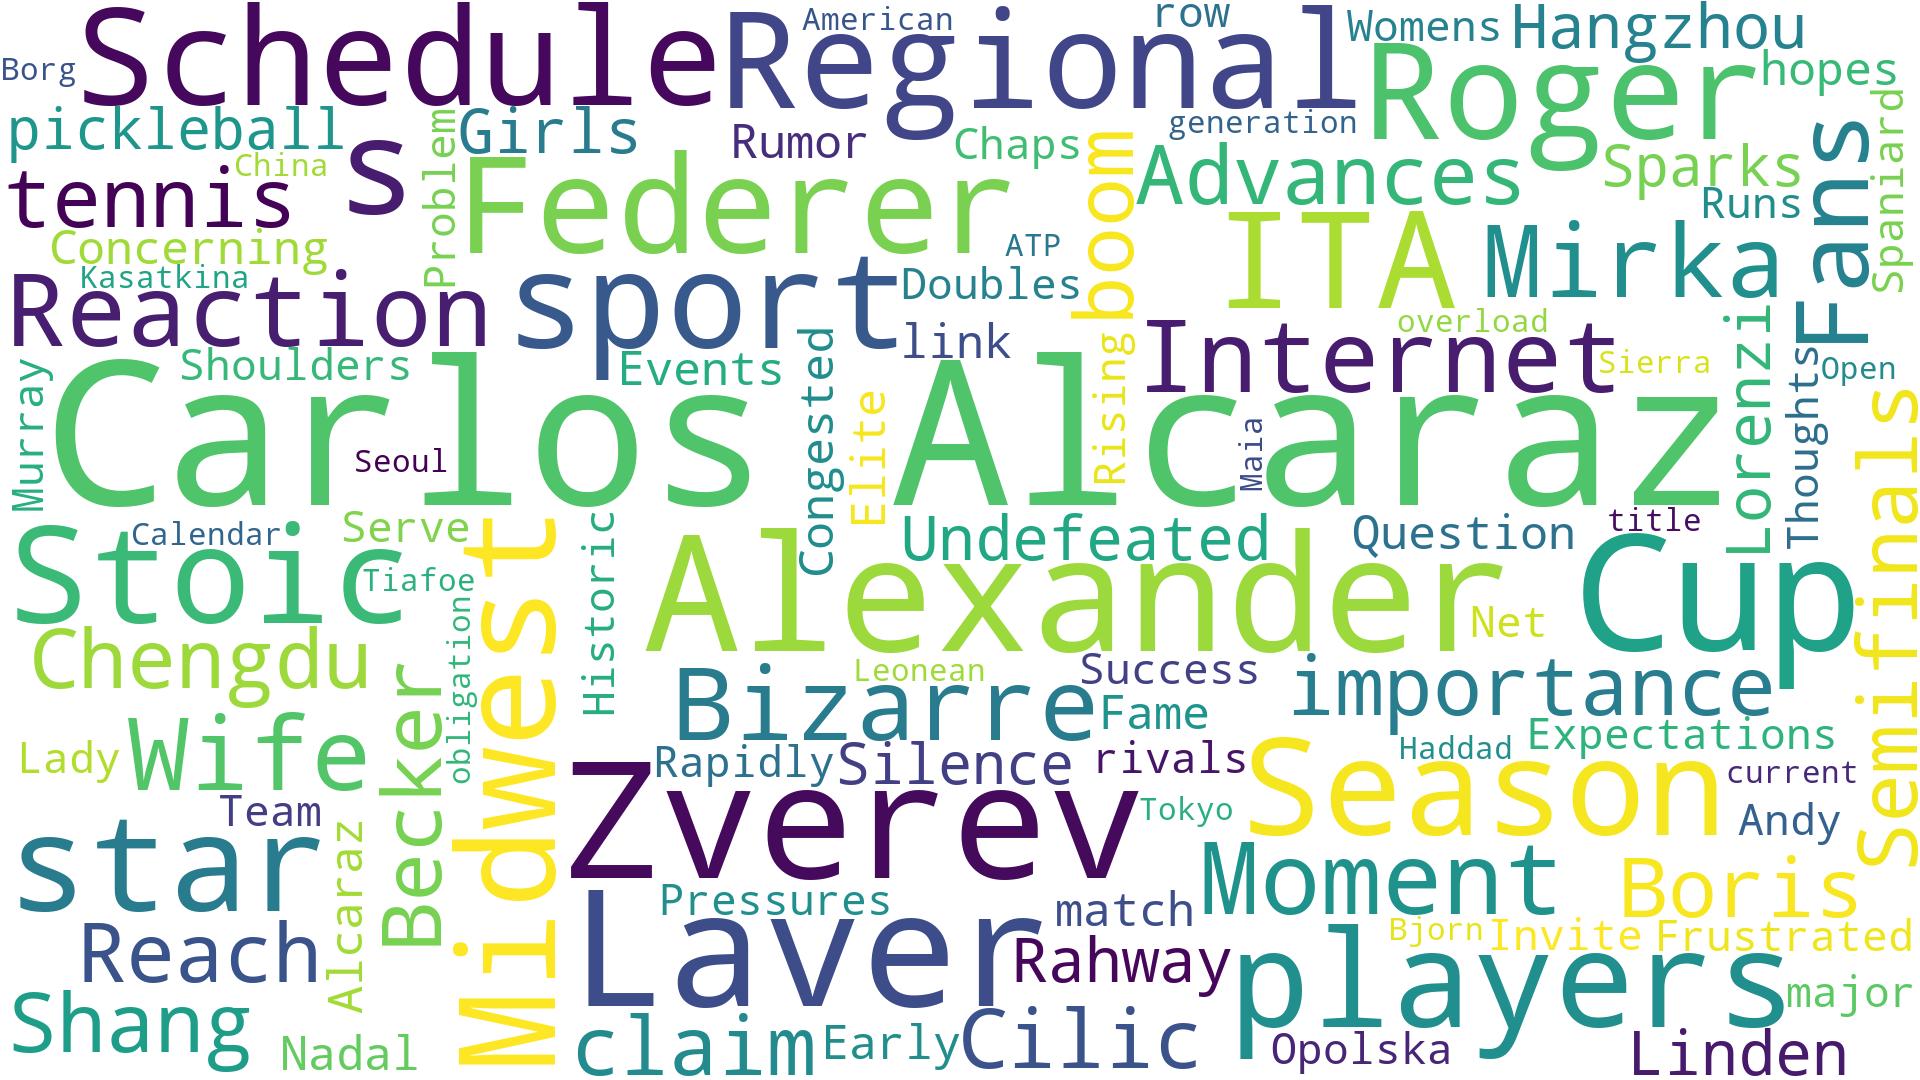 American
row
Womens
Hangzhou
Borg
Schedule
Regional
Roger
hopes
pickleball
China
s
Problem
Girls
Rumor
Chaps
generation
boom
Advances
Sparks
Fans
Spaniard
tennis
Federer
Runs
Concerning
Kasatkina
ATP
ITA
Mirka
Reaction
sport
Doubles
link
overload
Internet
Sierra
Lorenzi
Open
Thoughts
Shoulders
Events
Congested
Elite
Rising
Murray
Carlos Alcaraz
Seoul
Maia
Semifinals
Calendar
Serve
Historic
Undefeated
Question
title
Stoic
Tiafoe
Midwest
Alexander
Net
Cup
Chengdu
obligation
Leonean
Success
Bizarre
importance
Fame
Lady
Wife
Becker
Rapidly
Silence
rivals
Haddad
Expectations
current
Season
Team
Zverev
Tokyo
Andy
star
Alcaraz
Pressures
Moment
Boris
Reach
Laver
match
Bjorn
Invite
Frustrated
Rahway
players
major
Shang
Nadal
claim
Early
Cilic
Opolska
Linden